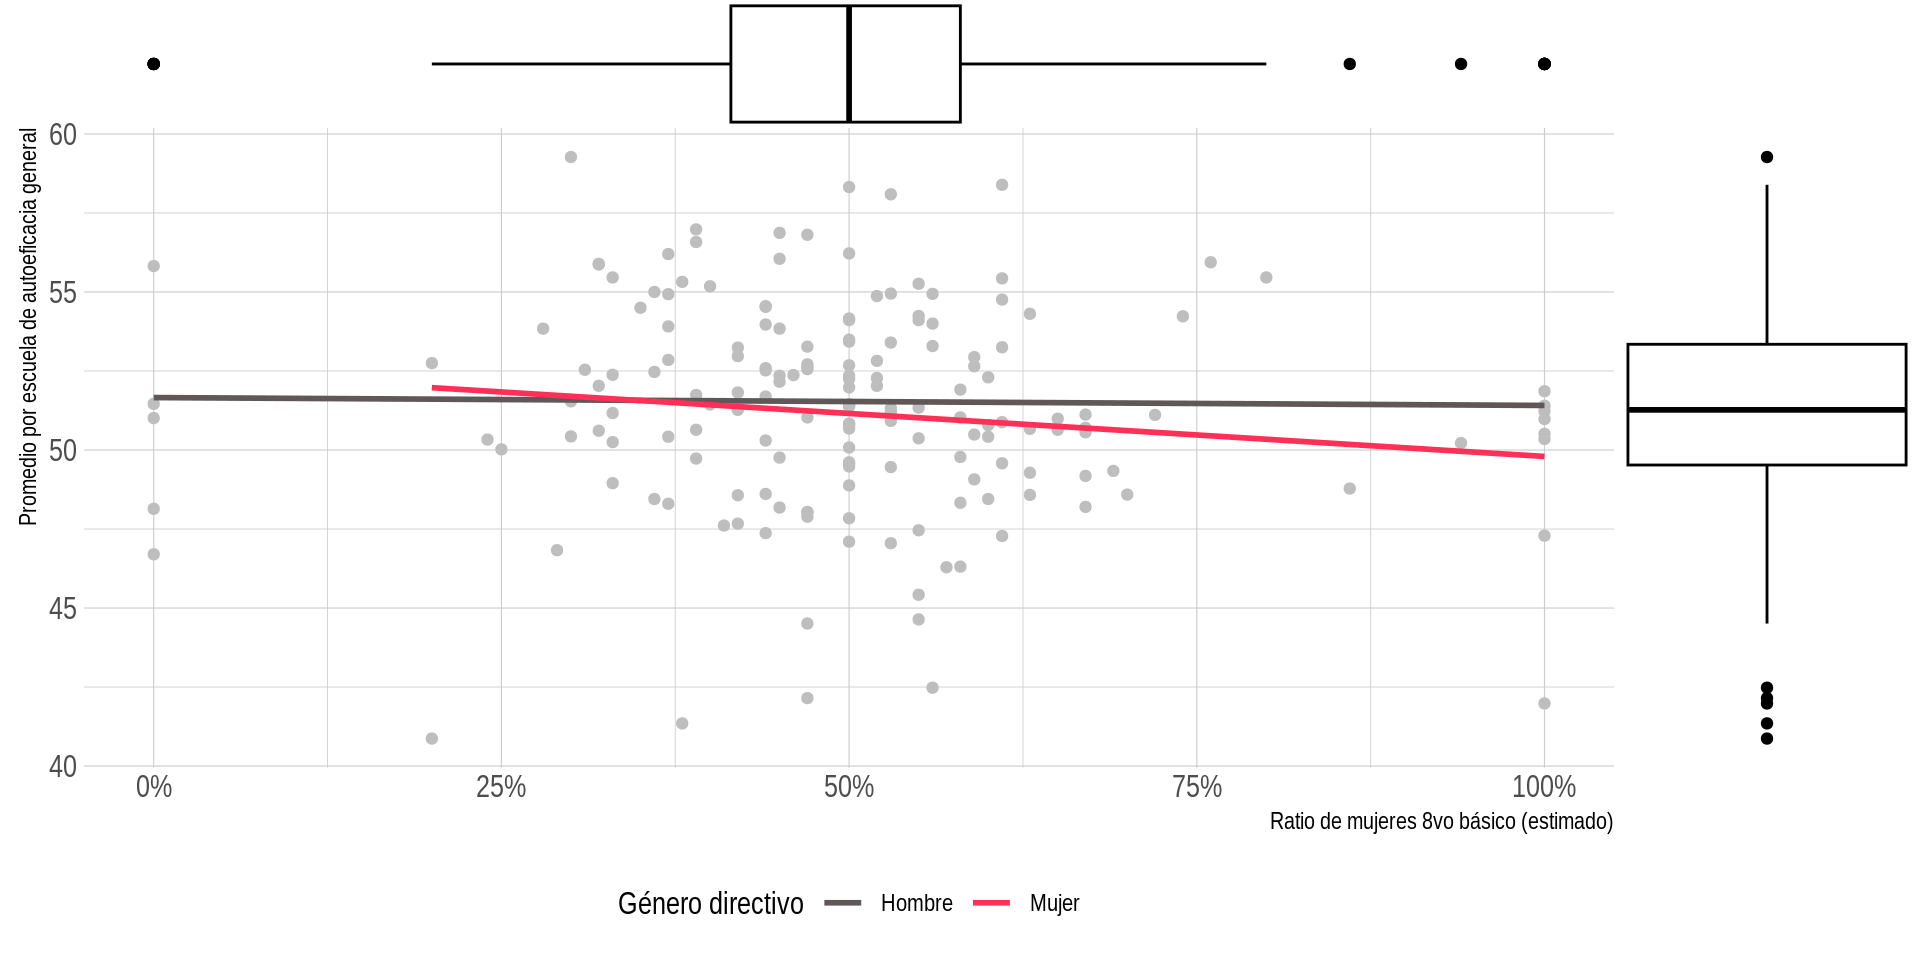 Promedio por escuela de autoeficacia general
60
55
50
45
40
0% 25% 50% 75% 100%
Ratio de mujeres 8vo básico (estimado)
Género directivo Hombre Mujer